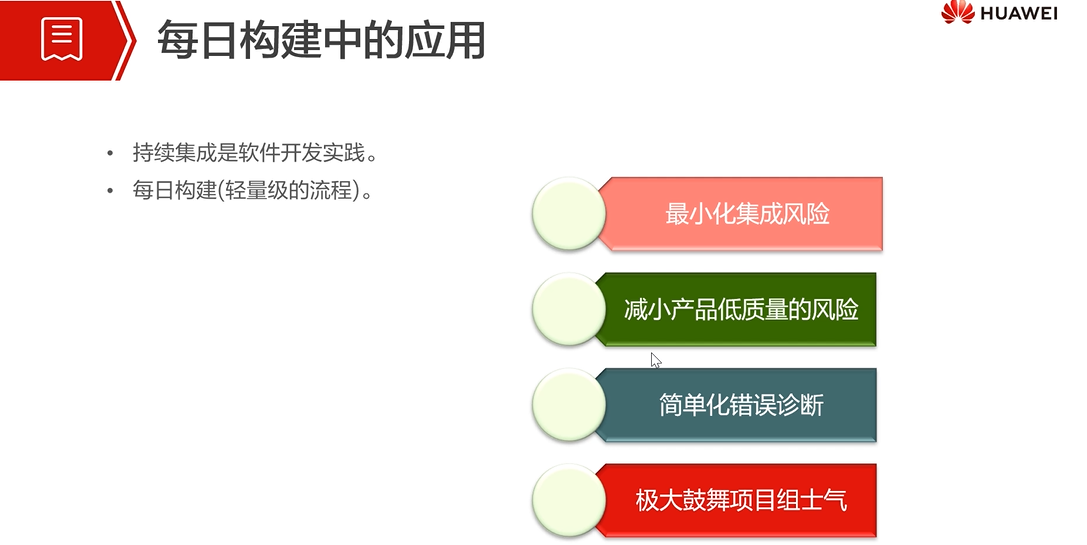 每日构建中的应用
HUAWEI
• 持续集成是软件开发实践。
• 每日构建(轻量级的流程)。
最小化集成风险
减小产品低质量的风险
简单化错误诊断
极大鼓舞项目组士气